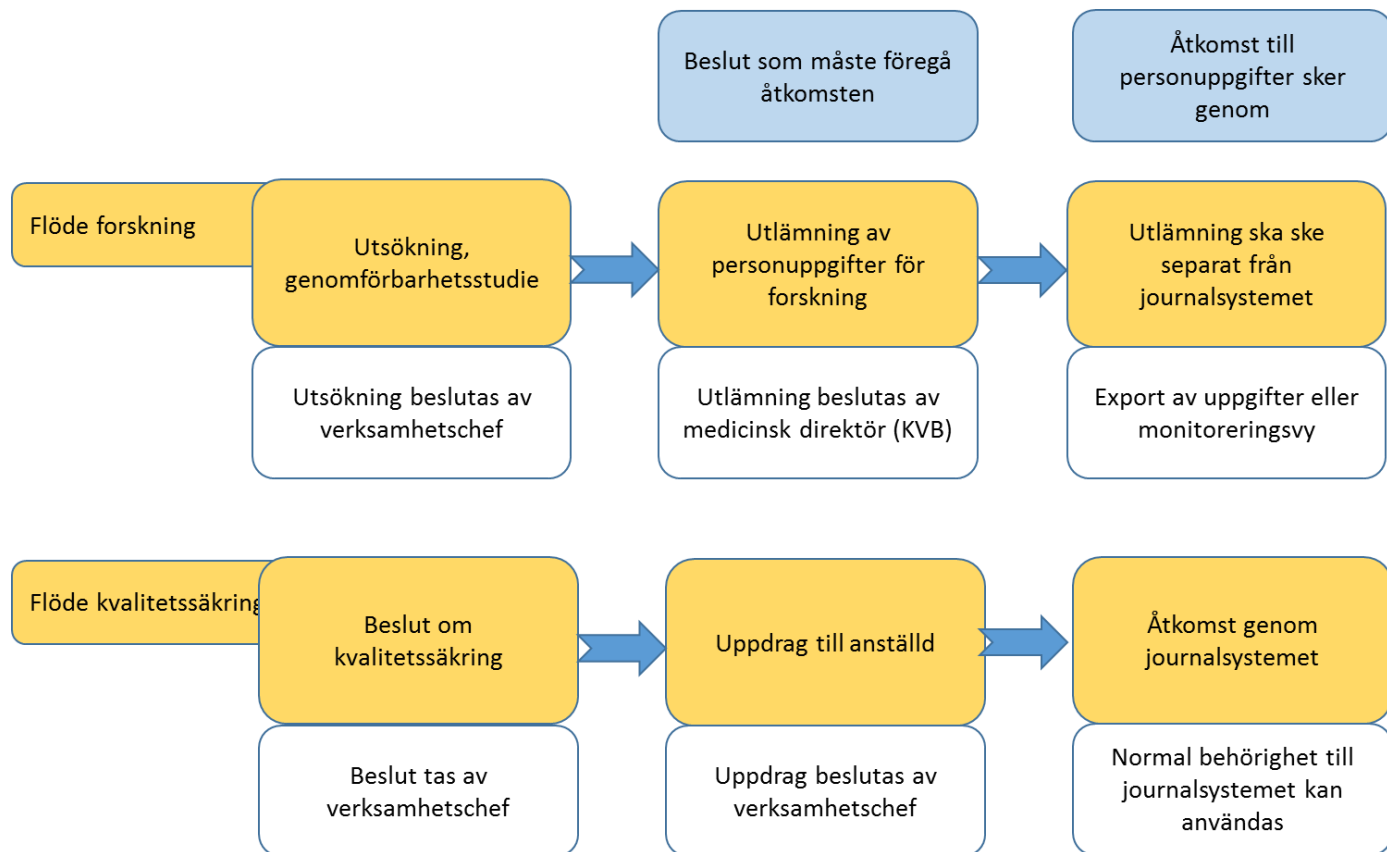 Beslut som måste föregå
åtkomsten
Åtkomst till
personuppgifter sker
genom
Flöde forskning
Utsökning,
genomförbarhetsstudie
Utlämning av
personuppgifter för
forskning
Utlämning ska ske
separat från
journalsystemet
Utsökning beslutas av
verksamhetschef
Utlämning beslutas av
medicinsk direktör (KVB)
Export av uppgifter eller
monitoreringsvy
Flöde kvalitetssäkring
Beslut om
kvalitetssäkring
Uppdrag till anställd
Åtkomst genom
journalsystemet
Beslut tas av
verksamhetschef
Uppdrag beslutas av
verksamhetschef
Normal behörighet till
journalsystemet kan
användas